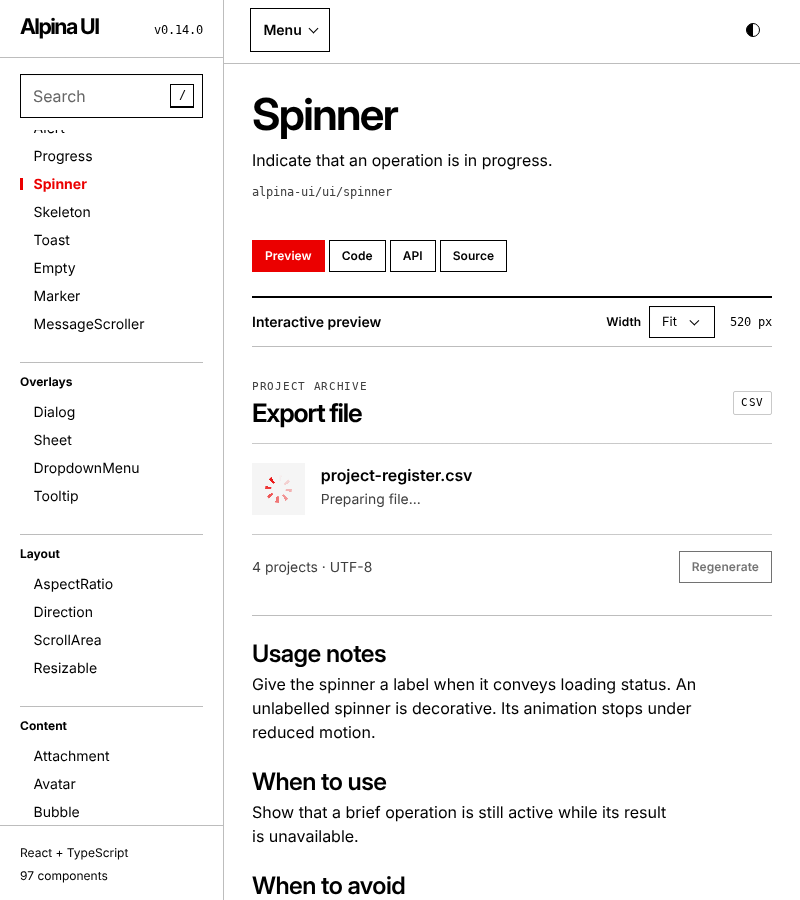 Alpina UI
v0.14.0
Menu
Search
/
Alert
Progress
Spinner
Skeleton
Toast
Empty
Marker
MessageScroller
Overlays
Dialog
Sheet
DropdownMenu
Tooltip
Layout
AspectRatio
Direction
ScrollArea
Resizable
Content
Attachment
Avatar
Bubble
React + TypeScript
97 components
Spinner
Indicate that an operation is in progress.
alpina-ui/ui/spinner
Preview
Code
API
Source
Interactive preview
Width
Fit
520 px
PROJECT ARCHIVE
Export file
CSV
project-register.csv
Preparing file...
4 projects · UTF-8
Regenerate
Usage notes
Give the spinner a label when it conveys loading status. An
unlabelled spinner is decorative. Its animation stops under
reduced motion.
When to use
Show that a brief operation is still active while its result
is unavailable.
When to avoid